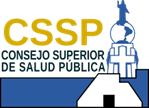 CSSP
CONSEJO SUPERIOR
DE SALUD PÚBLICA